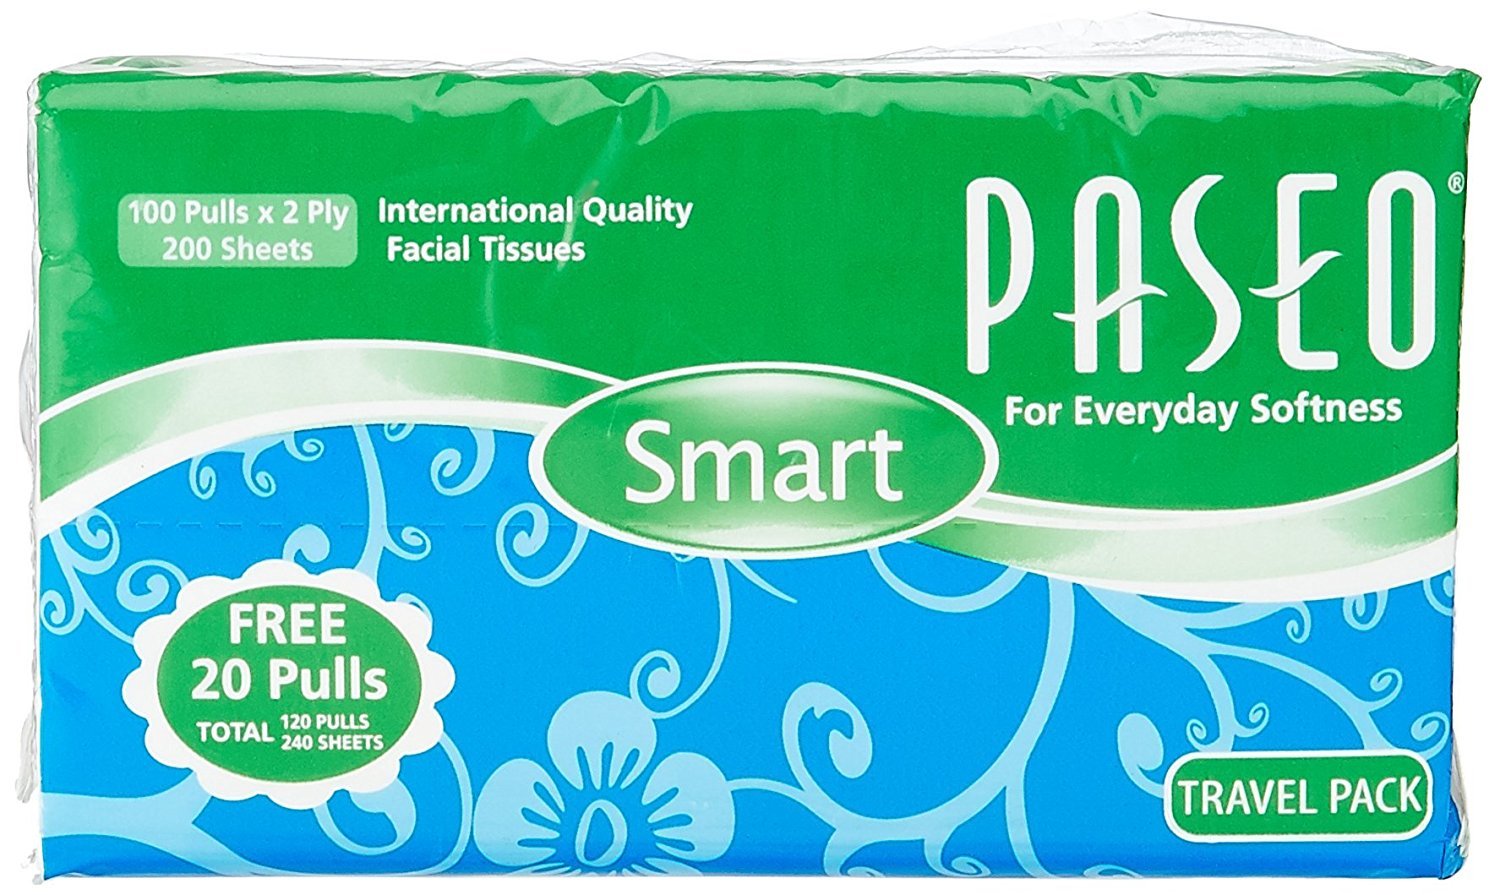 100 Pulls x 2 Ply
200 Sheets
International Quality
Facial Tissues
PASEO®
For Everyday Softness
Smart
FREE
20 Pulls
TOTAL 120 PULLS
240 SHEETS
TRAVEL PACK